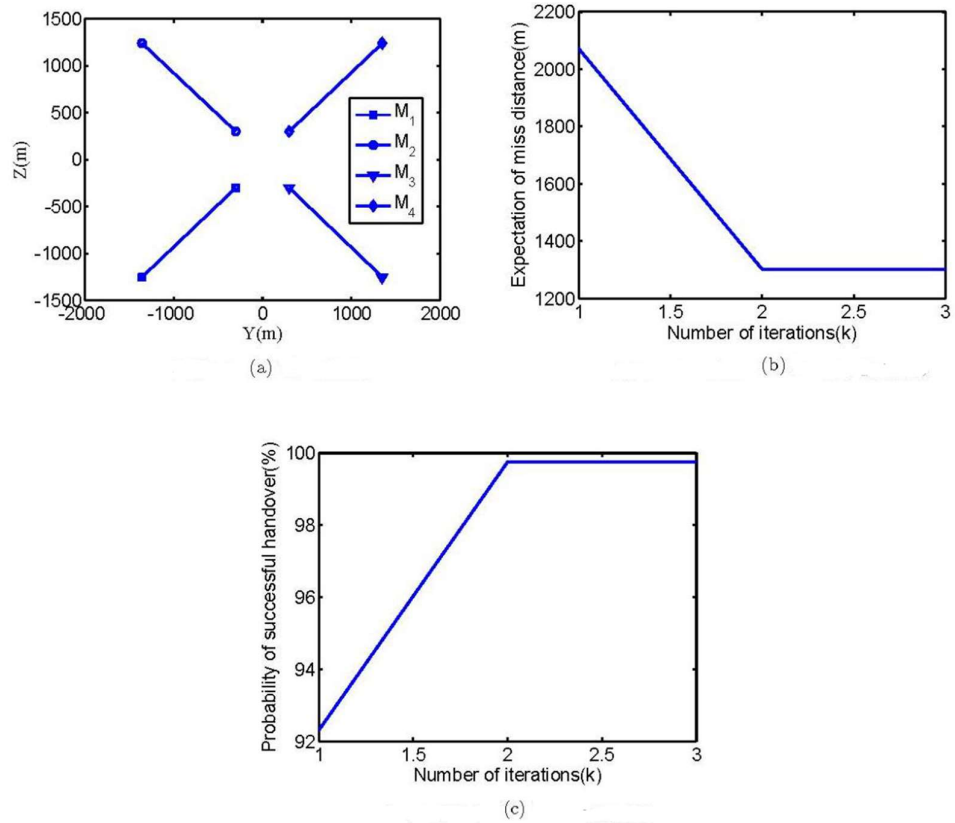 1500
1000
500
0
-500
-1000
-1500
-2000 -1000 0 1000 2000
Z(m)
Y(m)
M1
M2
M3
M4
(a)
2200
2000
1800
1600
1400
1200
1 1.5 2 2.5 3
Expectation of miss distance(m)
Number of iterations(k)
(b)
100
98
96
94
92
1 1.5 2 2.5 3
Probability of successful handover(%)
Number of iterations(k)
(c)